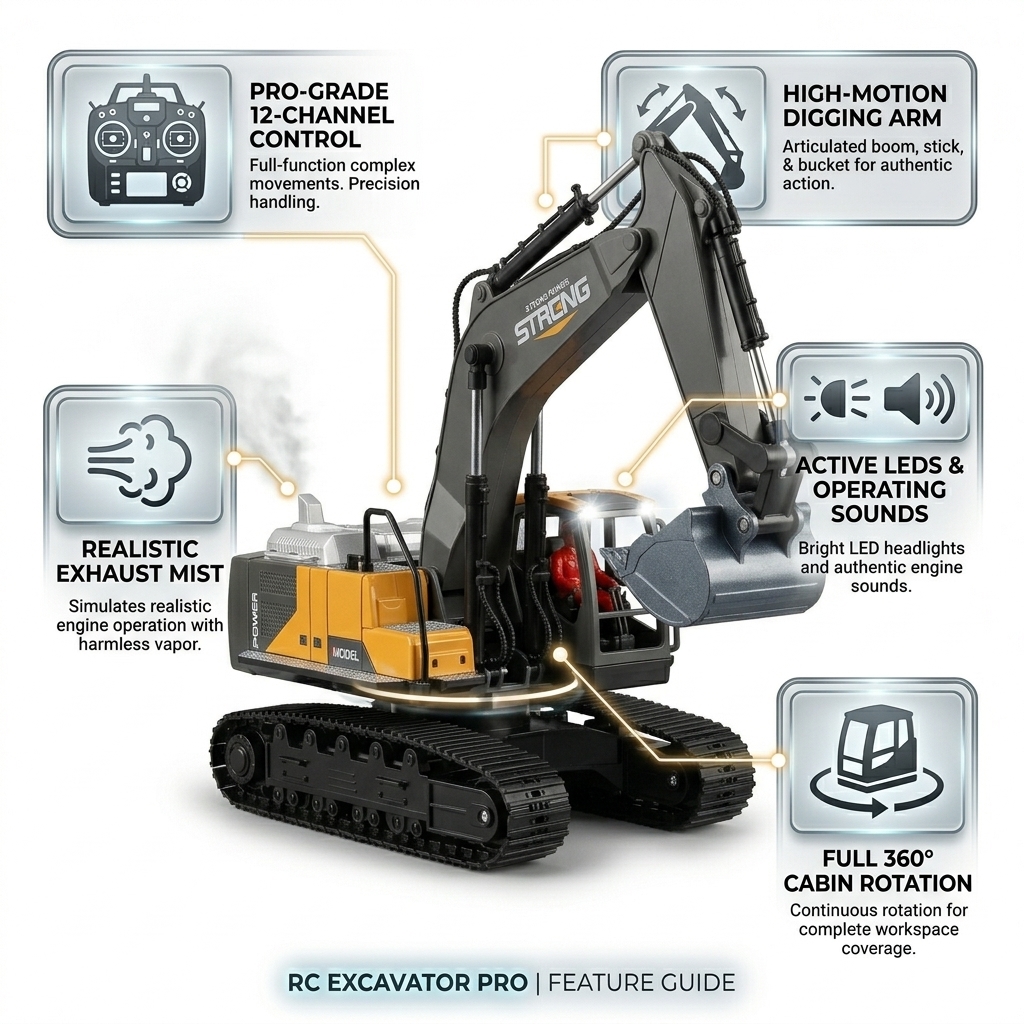 PRO-GRADE
12-CHANNEL
CONTROL
Full-function complex
movements. Precision
handling.
HIGH-MOTION
DIGGING ARM
Articulated boom, stick,
& bucket for authentic
action.
STRENG
ACTIVE LEDS &
OPERATING
SOUNDS
Bright LED headlights
and authentic engine
sounds.
REALISTIC
EXHAUST MIST
Simulates realistic
engine operation with
harmless vapor.
POWER
MODEL
FULL 360°
CABIN ROTATION
Continuous rotation for
complete workspace
coverage.
RC EXCAVATOR PRO | FEATURE GUIDE